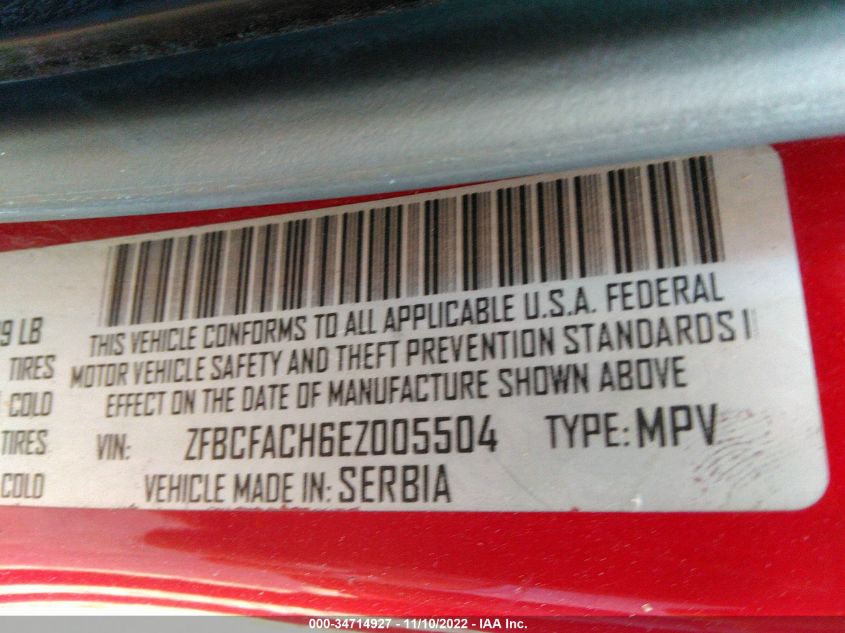 9 LB
TIRES
COLD
TIRES
COLD
THIS VEHICLE CONFORMS TO ALL APPLICABLE U.S.A. FEDERAL
MOTOR VEHICLE SAFETY AND THEFT PREVENTION STANDARDS I
EFFECT ON THE DATE OF MANUFACTURE SHOWN ABOVE
VIN: ZFBCFACH6EZ005504 TYPE: MPV
VEHICLE MADE IN: SERBIA
000-34714927 - 11/10/2022 - IAA Inc.